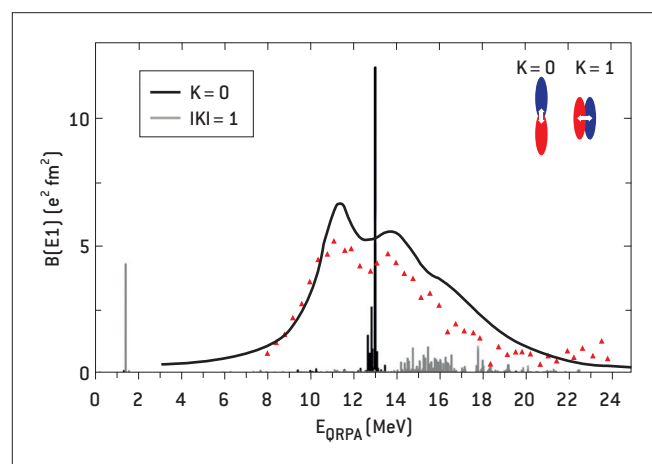 K = 0 K = 1
K = 0
|K| = 1
10
5
0
B(E1) (e² fm²)
0 2 4 6 8 10 12 14 16 18 20 22 24
E_QRPA (MeV)